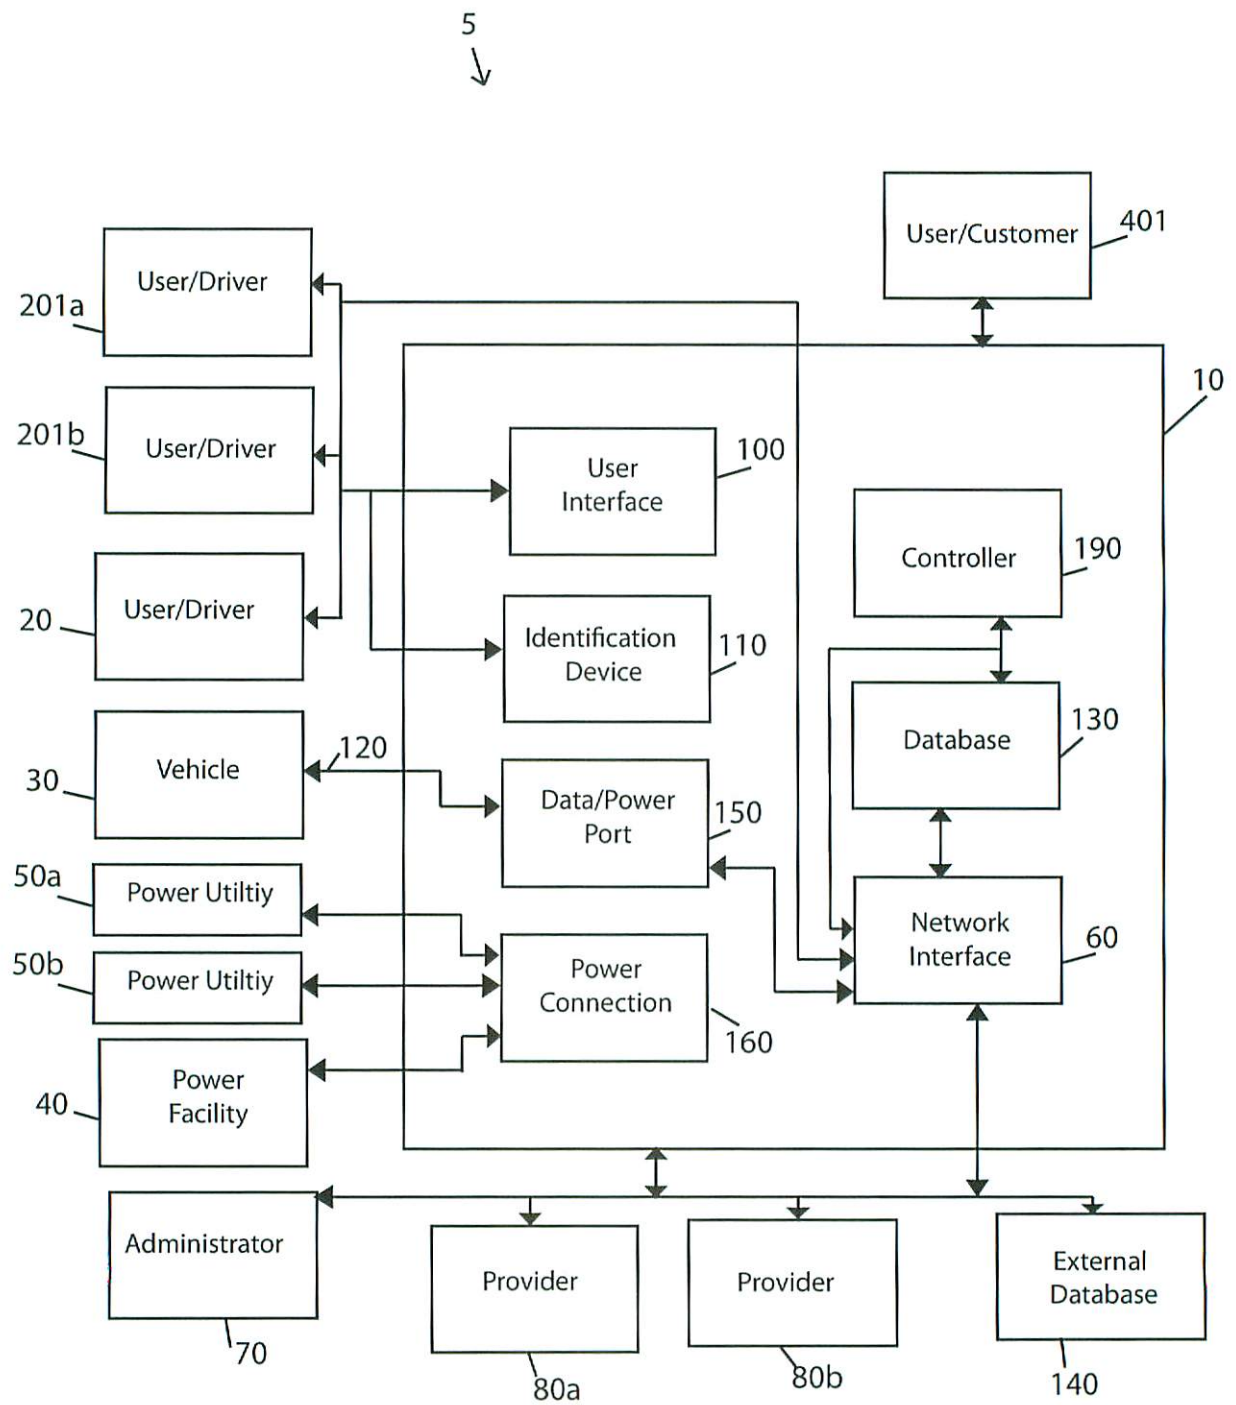 5
User/Customer
401
User/Driver
201a
10
User/Driver
201b
User
Interface
100
Controller
190
User/Driver
20
Identification
Device
110
Database
130
Vehicle
30
120
Data/Power
Port
150
Power Utiltiy
50a
Network
Interface
60
Power Utiltiy
50b
Power
Connection
160
Power
Facility
40
Administrator
70
Provider
80a
Provider
80b
External
Database
140